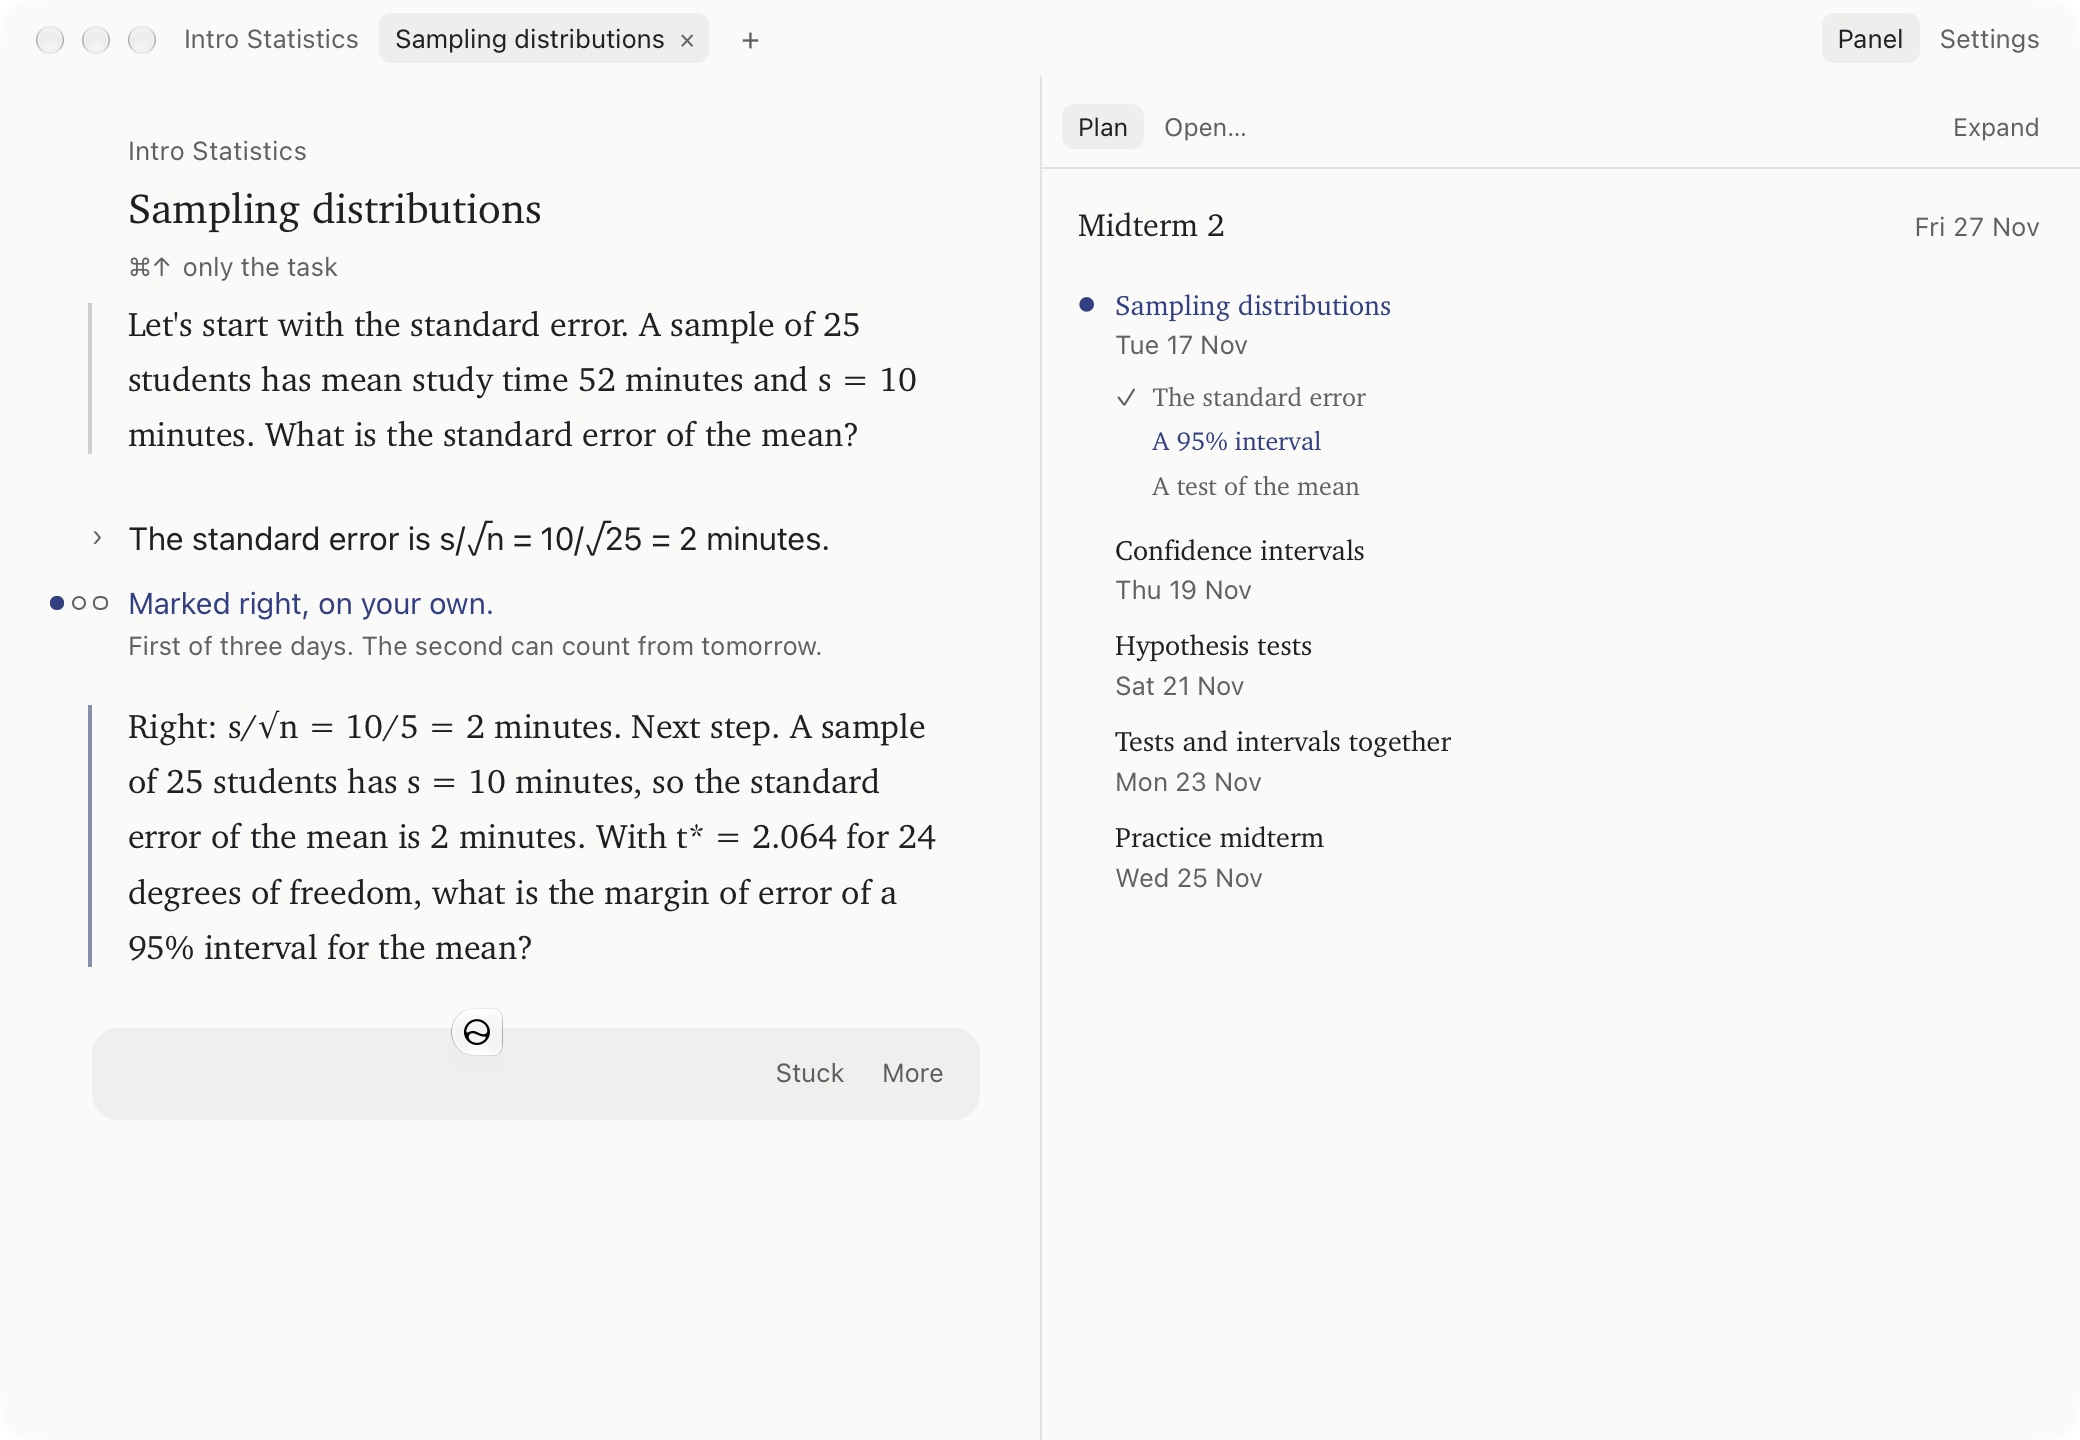 Intro Statistics
Sampling distributions ×
+
Panel
Settings
Intro Statistics
Sampling distributions
⌘↑ only the task
Let's start with the standard error. A sample of 25
students has mean study time 52 minutes and s = 10
minutes. What is the standard error of the mean?
› The standard error is s/√n = 10/√25 = 2 minutes.
Marked right, on your own.
First of three days. The second can count from tomorrow.
Right: s/√n = 10/5 = 2 minutes. Next step. A sample
of 25 students has s = 10 minutes, so the standard
error of the mean is 2 minutes. With t* = 2.064 for 24
degrees of freedom, what is the margin of error of a
95% interval for the mean?
Stuck
More
Plan
Open...
Expand
Midterm 2
Fri 27 Nov
Sampling distributions
Tue 17 Nov
✓ The standard error
A 95% interval
A test of the mean
Confidence intervals
Thu 19 Nov
Hypothesis tests
Sat 21 Nov
Tests and intervals together
Mon 23 Nov
Practice midterm
Wed 25 Nov